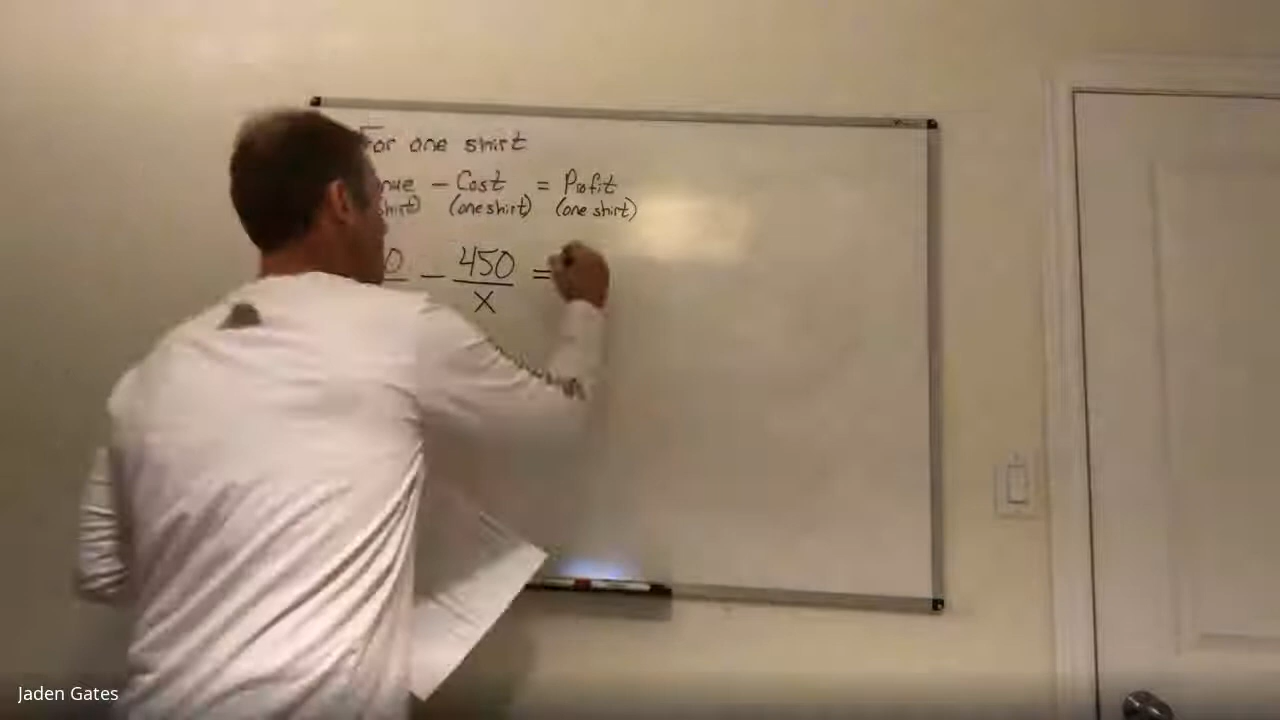 For one shirt
– Cost = Profit
(one shirt) (one shirt)
– 450 =
x
Jaden Gates